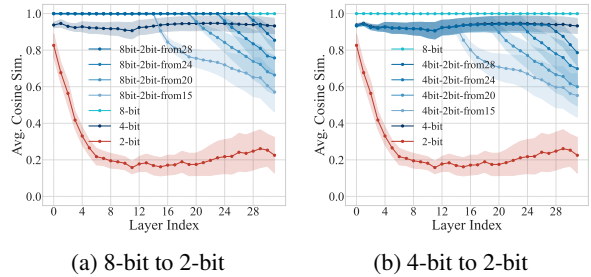 1.0
0.8
0.6
0.4
0.2
0.0
Avg. Cosine Sim.
8bit-2bit-from28
8bit-2bit-from24
8bit-2bit-from20
8bit-2bit-from15
8-bit
4-bit
2-bit
0 4 8 12 16 20 24 28
Layer Index
(a) 8-bit to 2-bit
1.0
0.8
0.6
0.4
0.2
0.0
Avg. Cosine Sim.
8-bit
4bit-2bit-from28
4bit-2bit-from24
4bit-2bit-from20
4bit-2bit-from15
4-bit
2-bit
0 4 8 12 16 20 24 28
Layer Index
(b) 4-bit to 2-bit